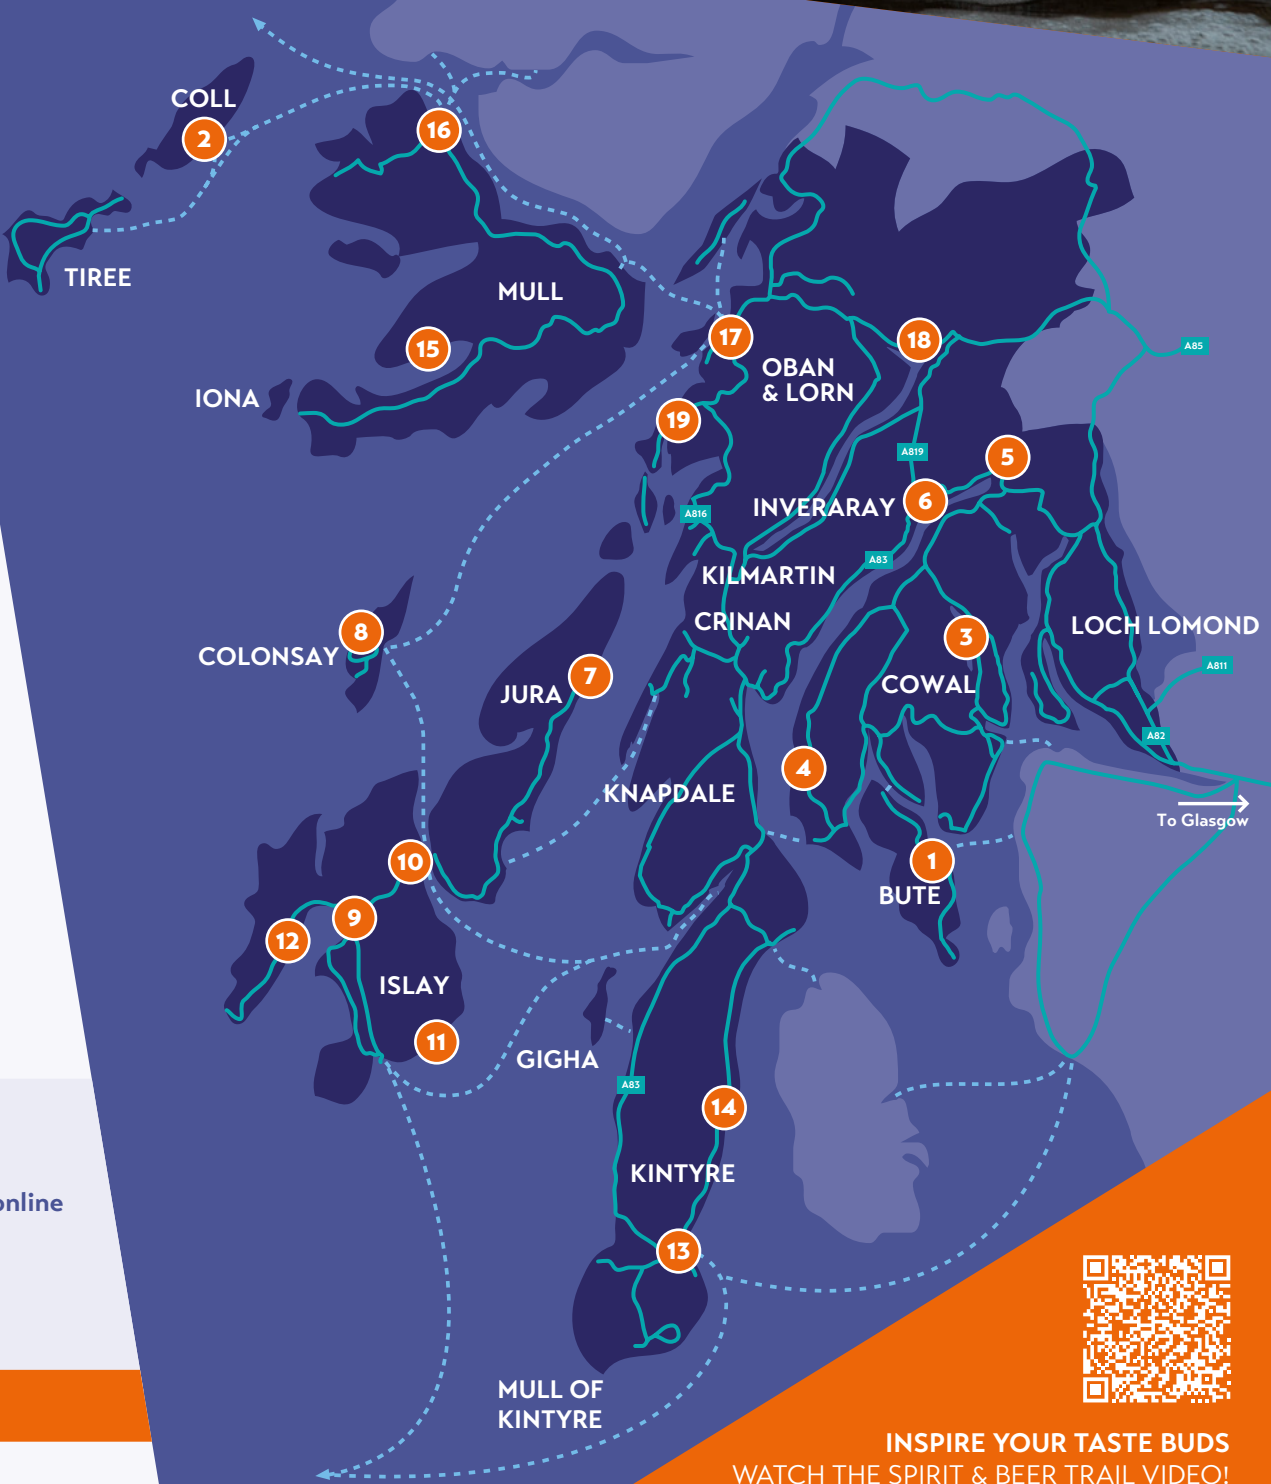 COLL
2
16
TIREE
MULL
15
IONA
17
18
A85
OBAN
& LORN
19
A819
5
A816
INVERARAY
6
A83
KILMARTIN
CRINAN
LOCH LOMOND
8
COLONSAY
3
A811
JURA
7
COWAL
A82
4
KNAPDALE
To Glasgow
10
1
BUTE
9
12
ISLAY
11
GIGHA
A83
14
KINTYRE
online
13
MULL OF
KINTYRE
INSPIRE YOUR TASTE BUDS
WATCH THE SPIRIT & BEER TRAIL VIDEO!